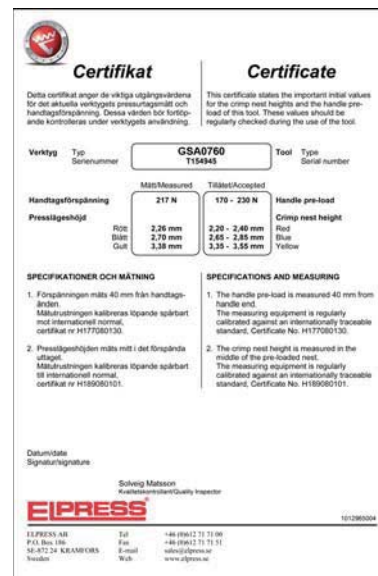 Certifikat
Certificate
Detta certifikat anger de viktiga utgångsvärdena
för det aktuella verktygets pressurtagsmått och
handtagsförspänning. Dessa värden bör fortlöp-
ande kontrolleras under verktygets användning.
This certificate states the important initial values
for the crimp nest heights and the handle pre-
load of this tool. These values should be
regularly checked during the use of the tool.
Verktyg Typ GSA0760 Tool Type
Serienummer T154945 Serial number
Mätt/Measured Tillåtet/Accepted
Handtagsförspänning 217 N 170 - 230 N Handle pre-load
Presslägeshöjd Crimp nest height
Rött 2,26 mm 2,20 - 2,40 mm Red
Blått 2,70 mm 2,65 - 2,85 mm Blue
Gult 3,38 mm 3,35 - 3,55 mm Yellow
SPECIFIKATIONER OCH MÄTNING
1. Förspänningen mäts 40 mm från handtags-
änden.
Mätutrustningen kalibreras löpande spårbart
mot internationell normal,
certifikat nr H177080130.
2. Presslägeshöjden mäts mitt i det förspända
uttaget.
Mätutrustningen kalibreras löpande spårbart
till internationell normal,
certifikat nr H189080101.
SPECIFICATIONS AND MEASURING
1. The handle pre-load is measured 40 mm from
handle end.
The measuring equipment is regularly
calibrated against an internationally traceable
standard, Certificate No. H177080130.
2. The crimp nest height is measured in the
middle of the pre-loaded nest.
The measuring equipment is regularly
calibrated against an internationally traceable
standard, Certificate No. H189080101.
Datum/date
Signatur/signature
Solveig Matsson
Kvalitetskontrollant/Quality Inspector
ELPRESS
1012965004
ELPRESS AB Tel +46 (0)612 71 71 00
P.O. Box 186 Fax +46 (0)612 71 71 51
SE-872 24 KRAMFORS E-mail sales@elpress.se
Sweden Web www.elpress.se